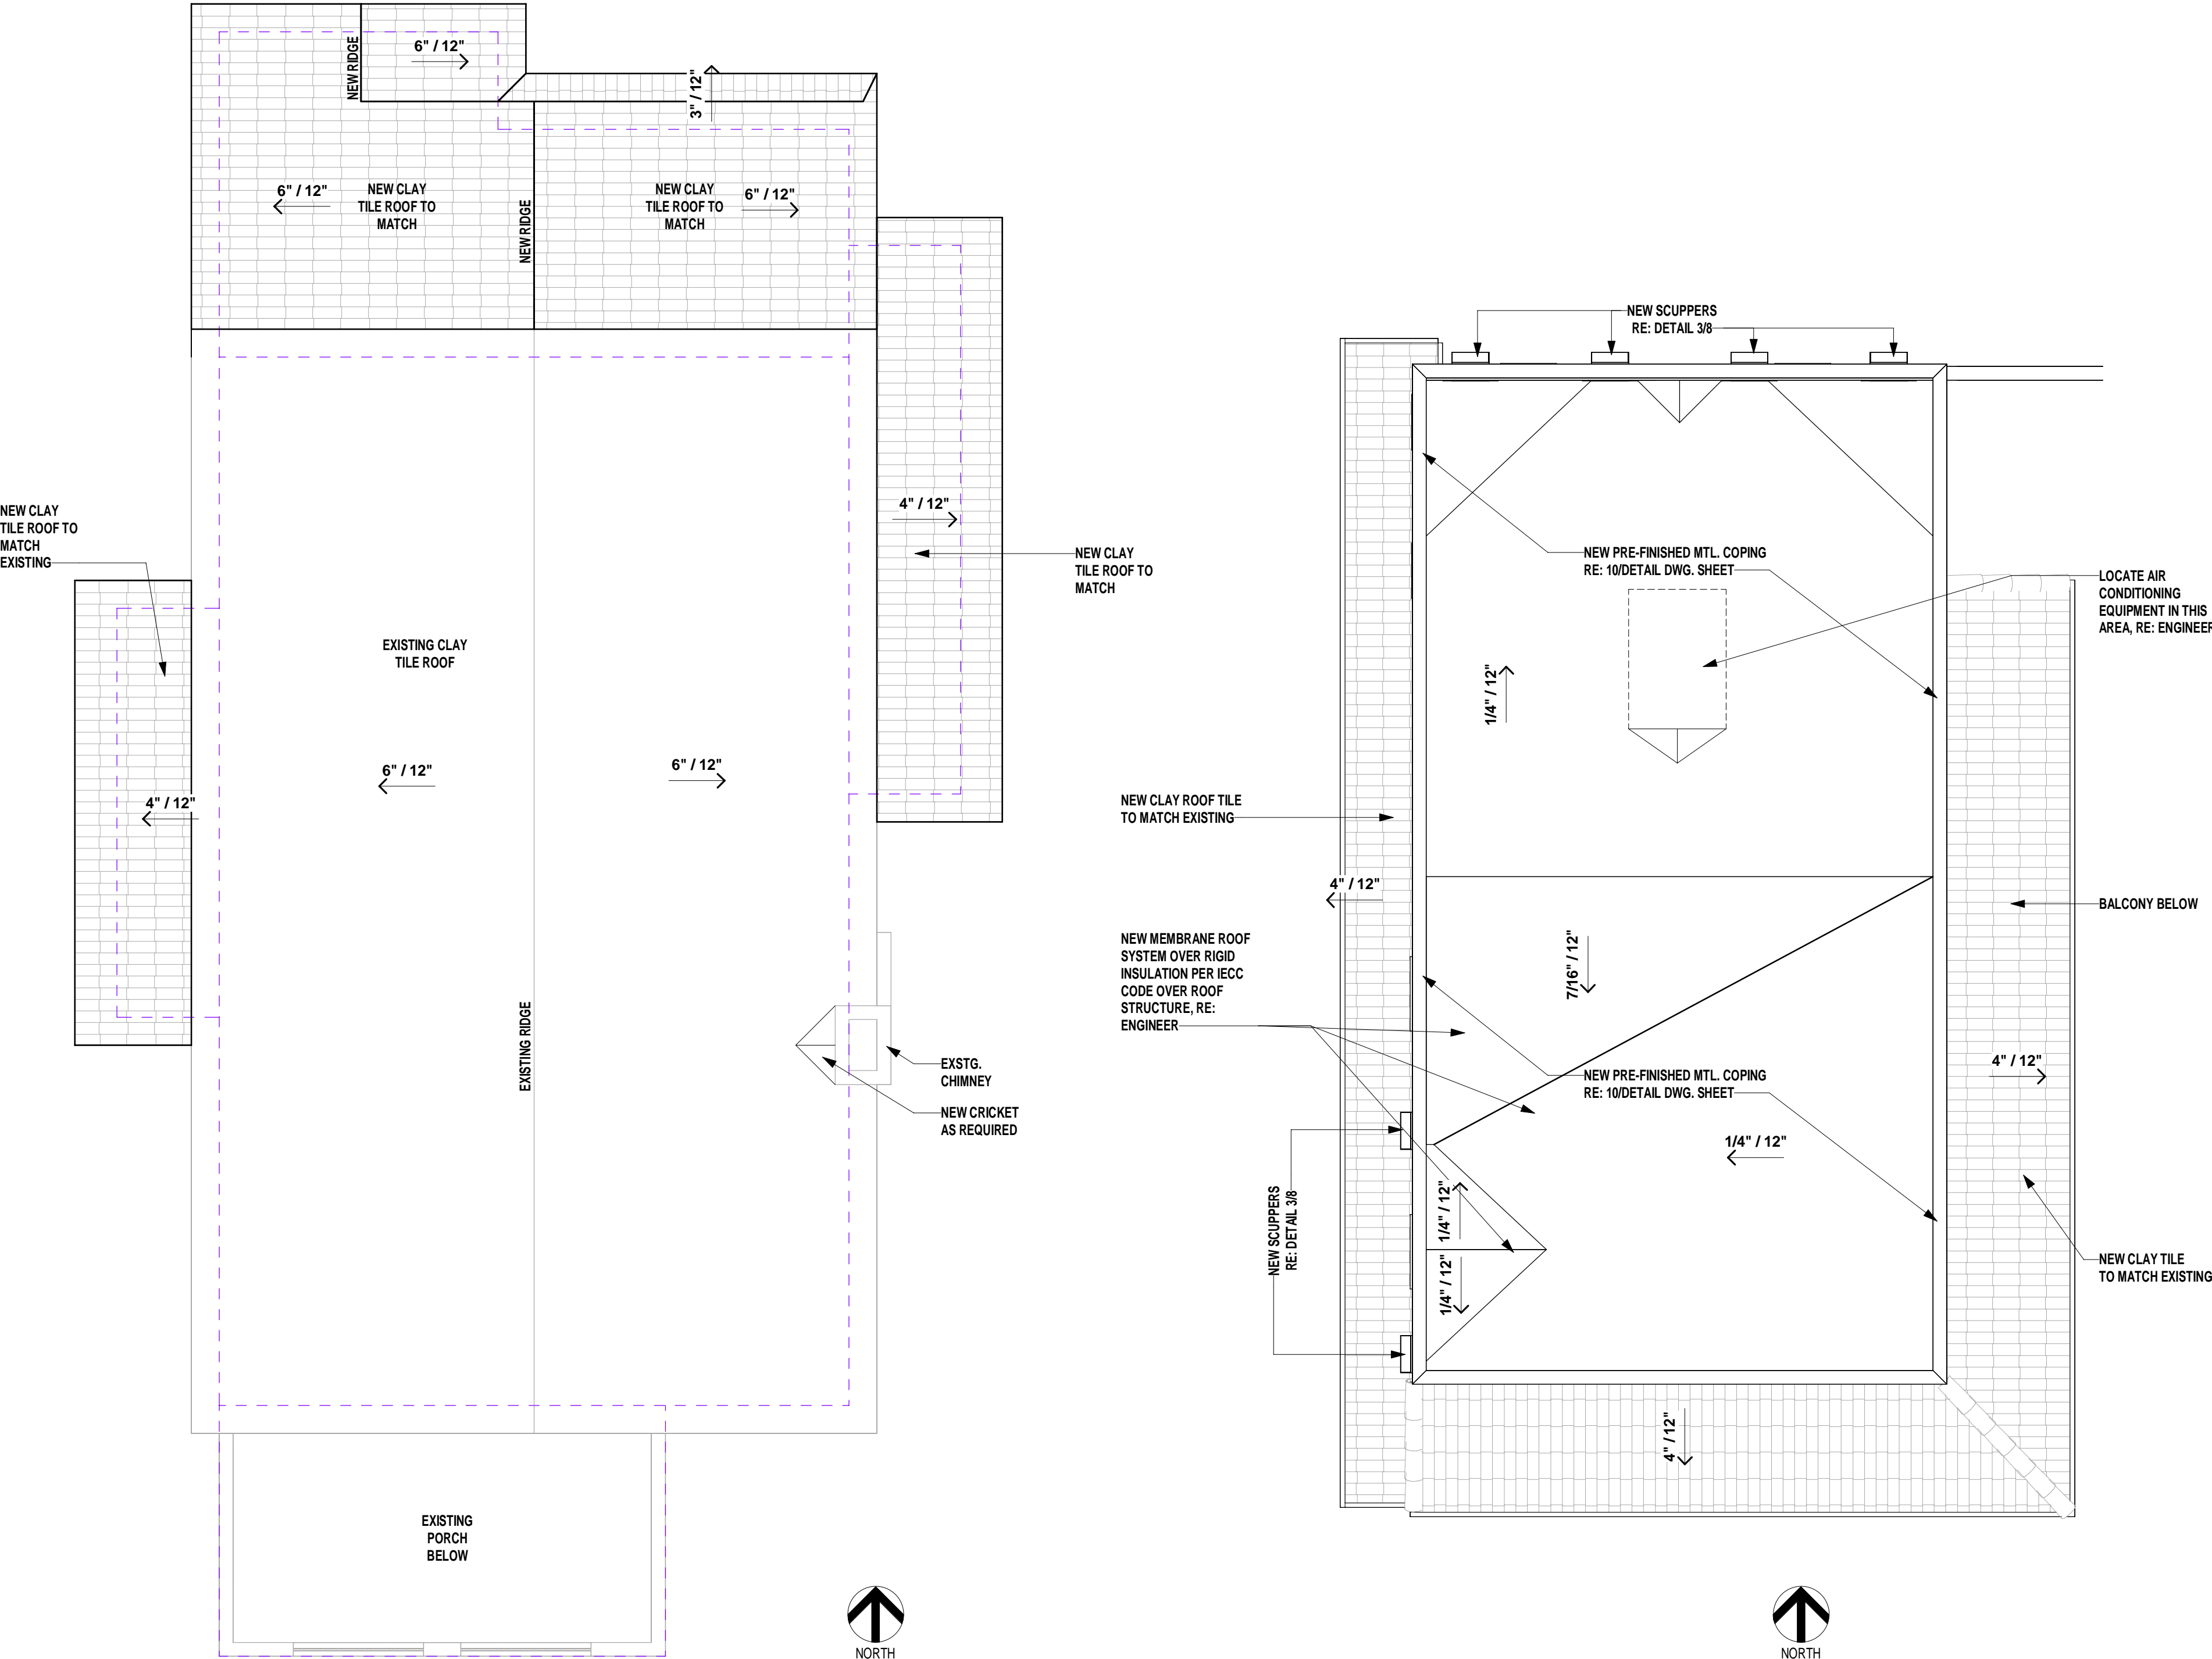 6" / 12"
NEW RIDGE
3" / 12"
6" / 12"
NEW CLAY
TILE ROOF TO
MATCH
NEW RIDGE
NEW CLAY
TILE ROOF TO
MATCH
6" / 12"
4" / 12"
NEW CLAY
TILE ROOF TO
MATCH
NEW CLAY
TILE ROOF TO
MATCH
EXISTING
EXISTING CLAY
TILE ROOF
6" / 12"
6" / 12"
4" / 12"
EXISTING RIDGE
EXSTG.
CHIMNEY
NEW CRICKET
AS REQUIRED
EXISTING
PORCH
BELOW
NORTH
NEW SCUPPERS
RE: DETAIL 3/8
NEW PRE-FINISHED MTL. COPING
RE: 10/DETAIL DWG. SHEET
LOCATE AIR
CONDITIONING
EQUIPMENT IN THIS
AREA, RE: ENGINEER
1/4" / 12"
NEW CLAY ROOF TILE
TO MATCH EXISTING
4" / 12"
BALCONY BELOW
NEW MEMBRANE ROOF
SYSTEM OVER RIGID
INSULATION PER IECC
CODE OVER ROOF
STRUCTURE, RE:
ENGINEER
7/16" / 12"
NEW PRE-FINISHED MTL. COPING
RE: 10/DETAIL DWG. SHEET
4" / 12"
1/4" / 12"
1/4" / 12"
1/4" / 12"
NEW SCUPPERS
RE: DETAIL 3/8
NEW CLAY TILE
TO MATCH EXISTING
4" / 12"
NORTH